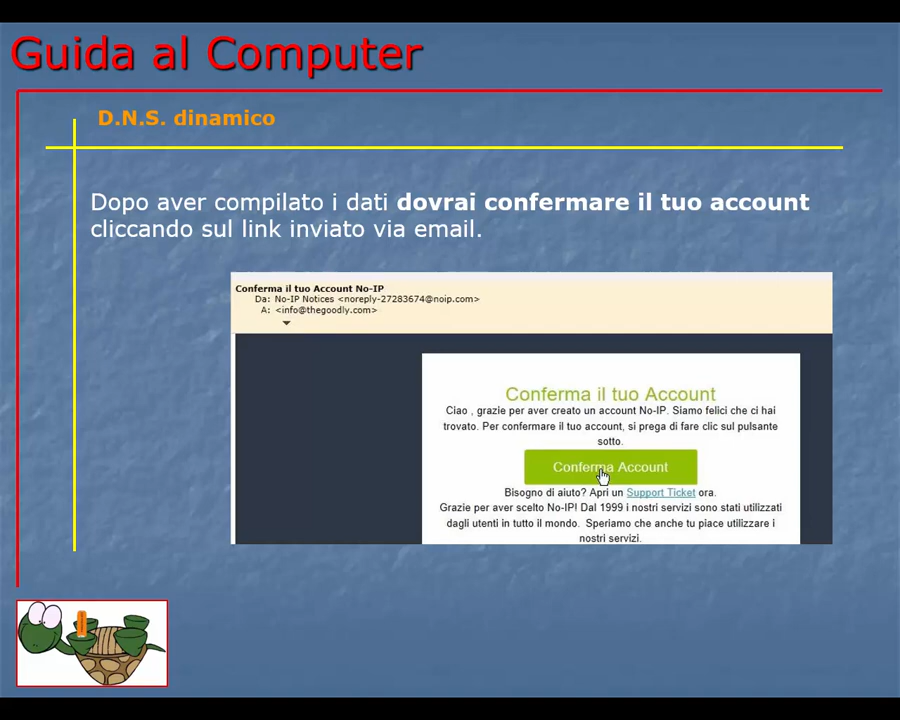 Guida al Computer
D.N.S. dinamico
Dopo aver compilato i dati dovrai confermare il tuo account
cliccando sul link inviato via email.
Conferma il tuo Account No-IP
Da: No-IP Notices <noreply-27283674@noip.com>
A: <info@thegoodly.com>
Conferma il tuo Account
Ciao , grazie per aver creato un account No-IP. Siamo felici che ci hai
trovato. Per confermare il tuo account, si prega di fare clic sul pulsante
sotto.
Conferma Account
Bisogno di aiuto? Apri un Support Ticket ora.
Grazie per aver scelto No-IP! Dal 1999 i nostri servizi sono stati utilizzati
dagli utenti in tutto il mondo. Speriamo che anche tu piace utilizzare i
nostri servizi.